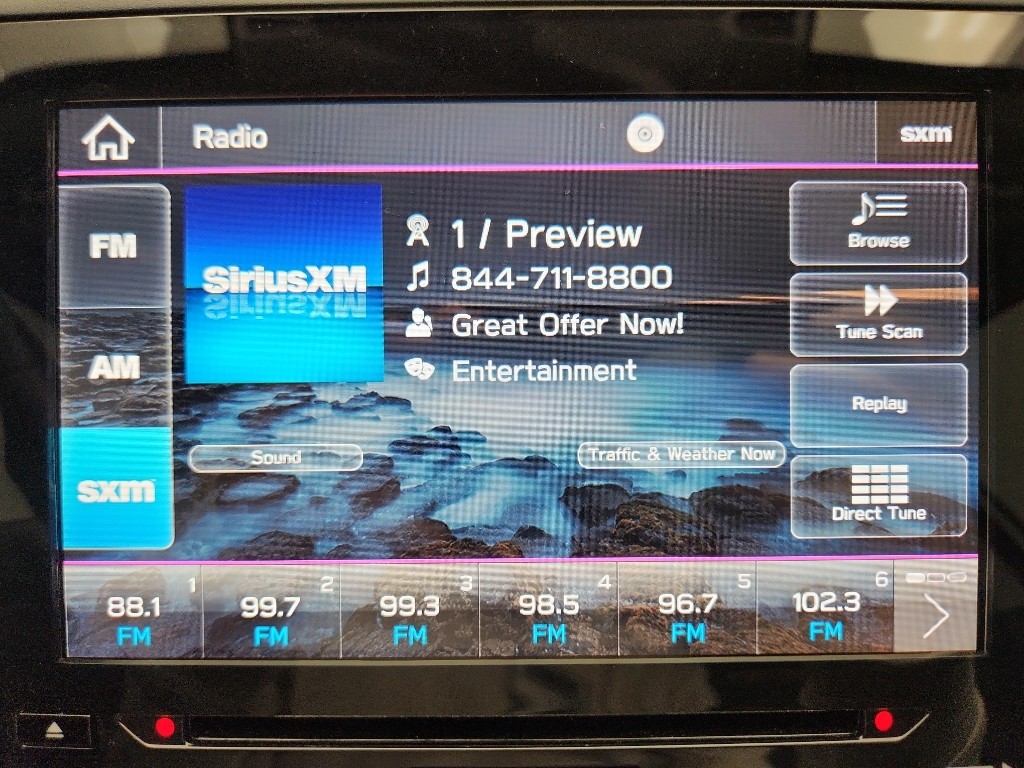 Radio
sxm
FM
AM
sxm
SiriusXM
1 / Preview
844-711-8800
Great Offer Now!
Entertainment
Sound
Traffic & Weather Now
Browse
Tune Scan
Replay
Direct Tune
1
88.1
FM
2
99.7
FM
3
99.3
FM
4
98.5
FM
5
96.7
FM
6
102.3
FM